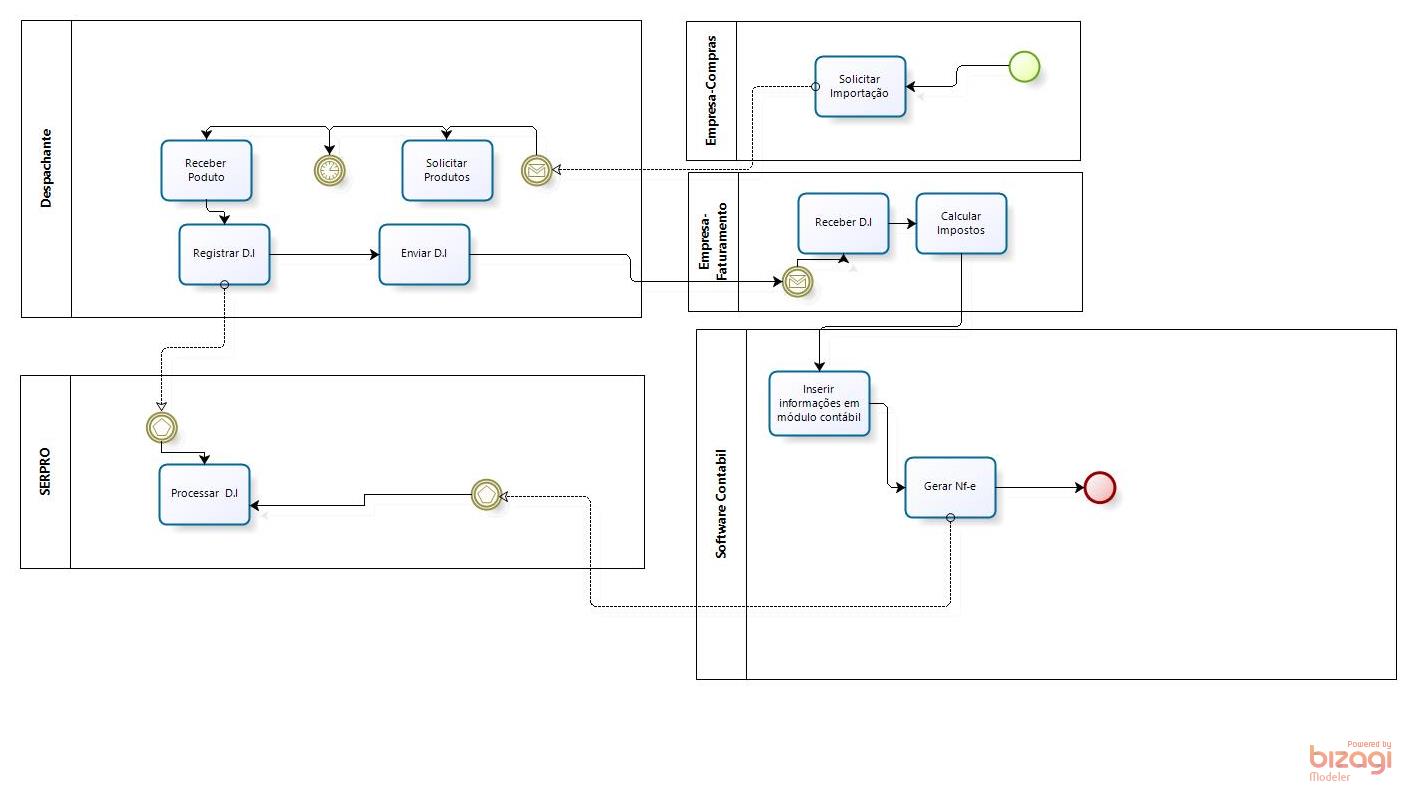 Despachante
Receber
Poduto
Solicitar
Produtos
Registrar D.I
Enviar D.I
Empresa-Compras
Solicitar
Importação
Empresa-
Faturamento
Receber D.I
Calcular
Impostos
SERPRO
Processar D.I
Software Contabil
Inserir
informações em
módulo contábil
Gerar Nf-e
Powered by
bizagi
Modeler